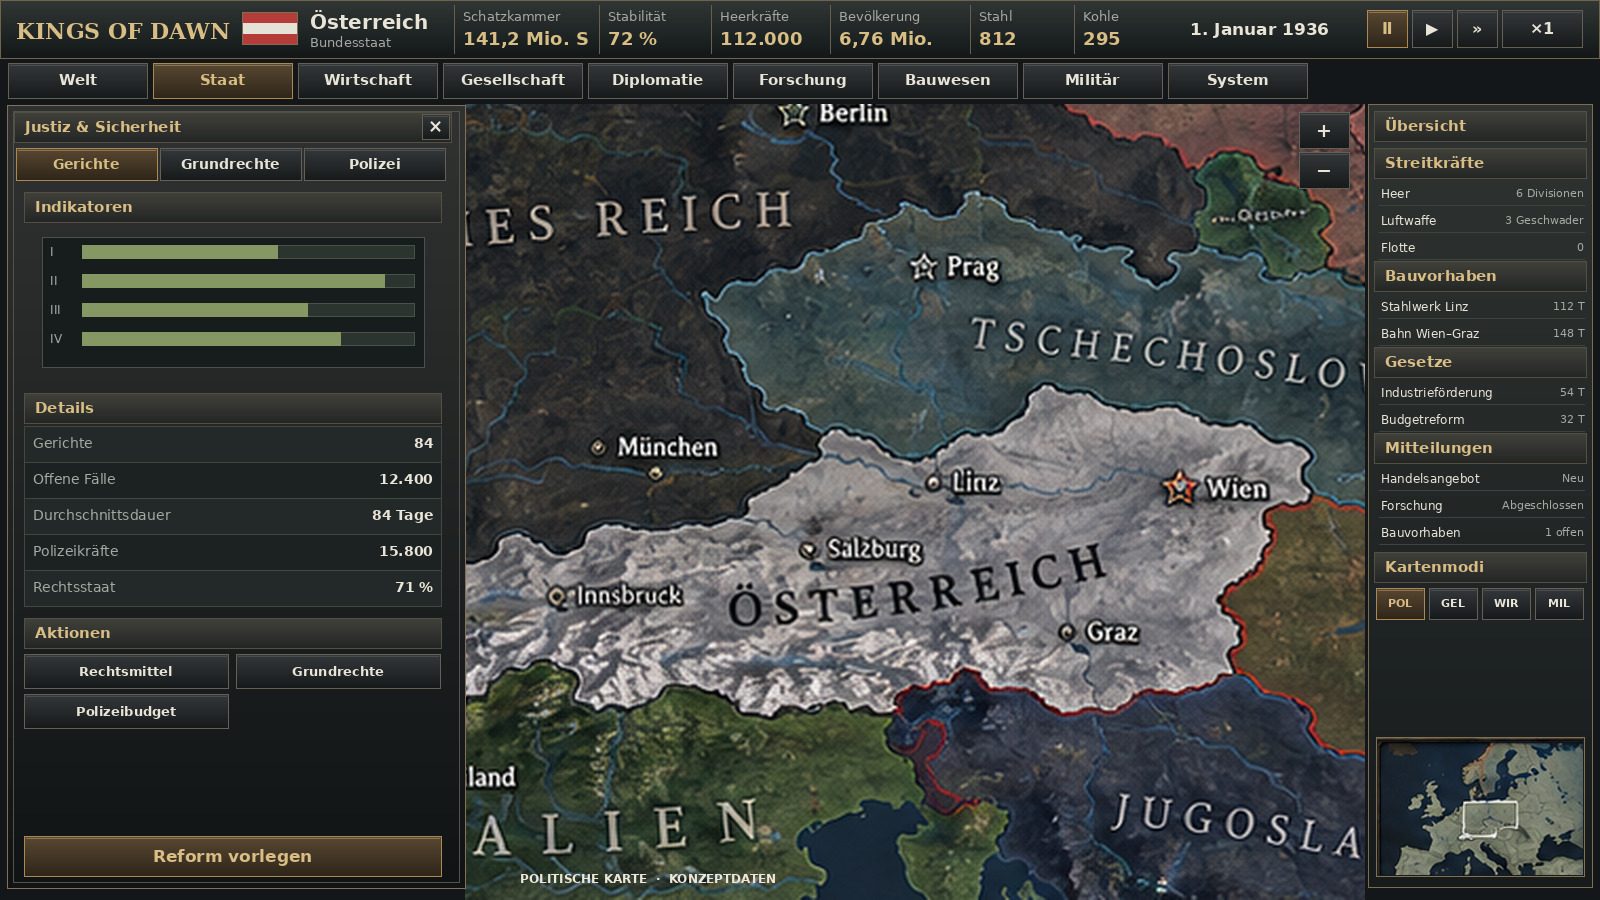 KINGS OF DAWN
Österreich
Bundesstaat
Schatzkammer
141,2 Mio. S
Stabilität
72 %
Heerkräfte
112.000
Bevölkerung
6,76 Mio.
Stahl
812
Kohle
295
1. Januar 1936
II
▶
»
×1
Welt
Staat
Wirtschaft
Gesellschaft
Diplomatie
Forschung
Bauwesen
Militär
System
Justiz & Sicherheit
×
Gerichte
Grundrechte
Polizei
Indikatoren
I
II
III
IV
Details
Gerichte 84
Offene Fälle 12.400
Durchschnittsdauer 84 Tage
Polizeikräfte 15.800
Rechtsstaat 71 %
Aktionen
Rechtsmittel
Grundrechte
Polizeibudget
Reform vorlegen
Berlin
+
−
IES REICH
Prag
TSCHECHOSLOW
München
Linz
Wien
Salzburg
ÖSTERREICH
Innsbruck
Graz
land
ALIEN
JUGOSLA
POLITISCHE KARTE · KONZEPTDATEN
Übersicht
Streitkräfte
Heer 6 Divisionen
Luftwaffe 3 Geschwader
Flotte 0
Bauvorhaben
Stahlwerk Linz 112 T
Bahn Wien–Graz 148 T
Gesetze
Industrieförderung 54 T
Budgetreform 32 T
Mitteilungen
Handelsangebot Neu
Forschung Abgeschlossen
Bauvorhaben 1 offen
Kartenmodi
POL
GEL
WIR
MIL